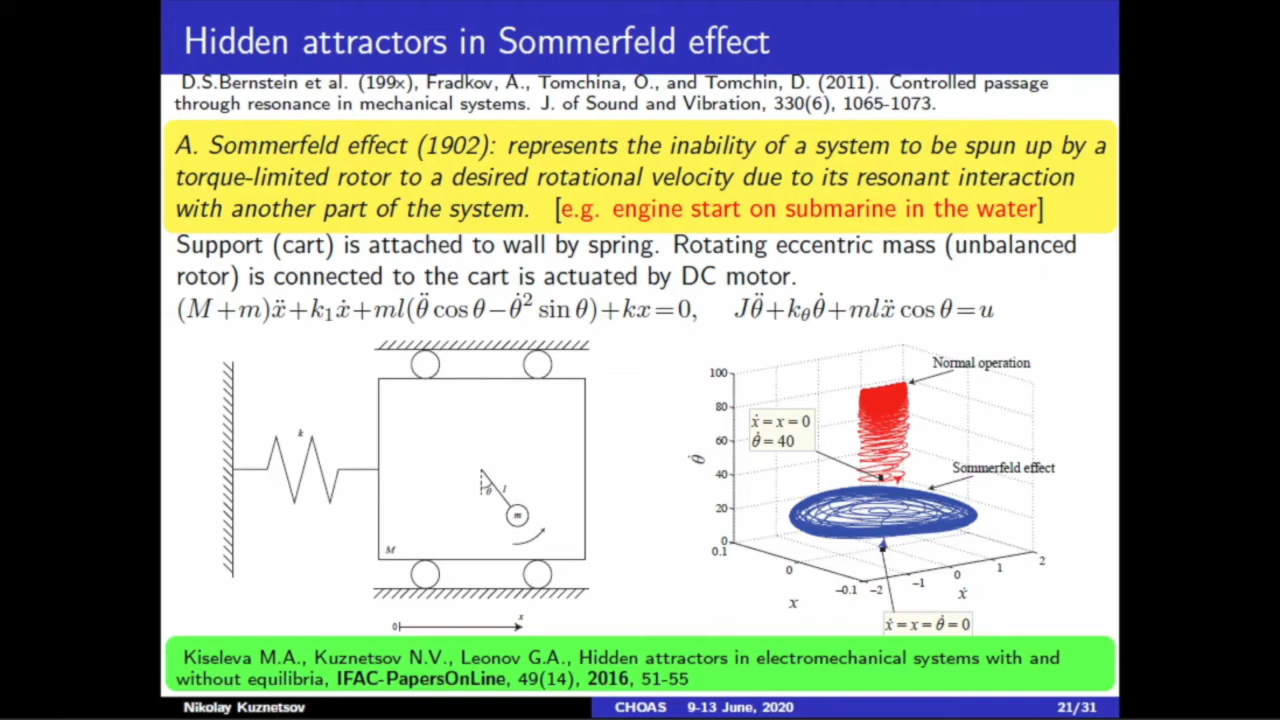 Hidden attractors in Sommerfeld effect
D.S.Bernstein et al. (199x), Fradkov, A., Tomchina, O., and Tomchin, D. (2011). Controlled passage
through resonance in mechanical systems. J. of Sound and Vibration, 330(6), 1065-1073.
A. Sommerfeld effect (1902): represents the inability of a system to be spun up by a
torque-limited rotor to a desired rotational velocity due to its resonant interaction
with another part of the system. [e.g. engine start on submarine in the water]
Support (cart) is attached to wall by spring. Rotating eccentric mass (unbalanced
rotor) is connected to the cart is actuated by DC motor.
(M+m)ẍ+k₁ẋ+ml(θ̈ cos θ−θ̇² sin θ)+kx=0, Jθ̈+k_θθ̇+mlẍ cos θ=u
k
θ
l
m
M
0
x
100
80
60
40
20
0
θ̇
Normal operation
ẋ=x=0
θ̇=40
Sommerfeld effect
0.1
0
−0.1
x
−2
−1
0
1
2
ẋ
ẋ=x=θ̇=0
Kiseleva M.A., Kuznetsov N.V., Leonov G.A., Hidden attractors in electromechanical systems with and
without equilibria, IFAC-PapersOnLine, 49(14), 2016, 51-55
Nikolay Kuznetsov CHOAS 9-13 June, 2020 21/31